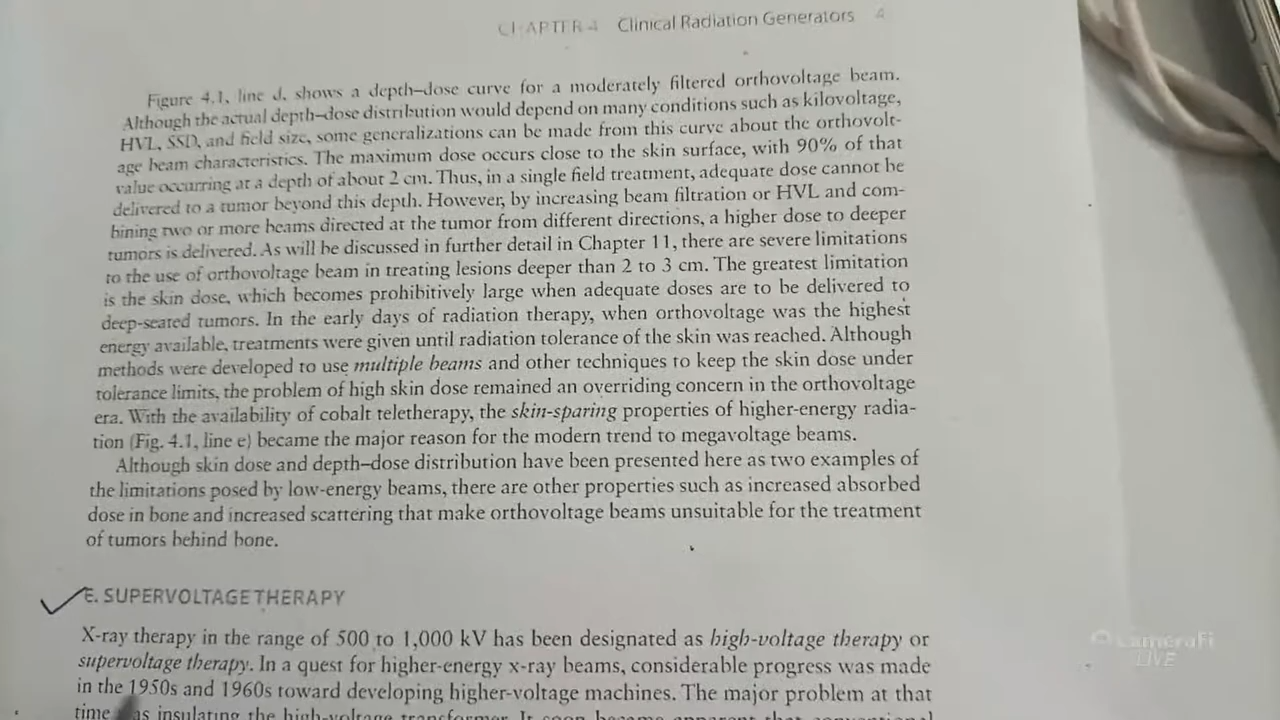 CHAPTER 4 Clinical Radiation Generators 4
Figure 4.1, line d, shows a depth–dose curve for a moderately filtered orthovoltage beam.
Although the actual depth–dose distribution would depend on many conditions such as kilovoltage,
HVL, SSD, and field size, some generalizations can be made from this curve about the orthovolt-
age beam characteristics. The maximum dose occurs close to the skin surface, with 90% of that
value occurring at a depth of about 2 cm. Thus, in a single field treatment, adequate dose cannot be
delivered to a tumor beyond this depth. However, by increasing beam filtration or HVL and com-
bining two or more beams directed at the tumor from different directions, a higher dose to deeper
tumors is delivered. As will be discussed in further detail in Chapter 11, there are severe limitations
to the use of orthovoltage beam in treating lesions deeper than 2 to 3 cm. The greatest limitation
is the skin dose, which becomes prohibitively large when adequate doses are to be delivered to
deep-seated tumors. In the early days of radiation therapy, when orthovoltage was the highest
energy available, treatments were given until radiation tolerance of the skin was reached. Although
methods were developed to use multiple beams and other techniques to keep the skin dose under
tolerance limits, the problem of high skin dose remained an overriding concern in the orthovoltage
era. With the availability of cobalt teletherapy, the skin-sparing properties of higher-energy radia-
tion (Fig. 4.1, line e) became the major reason for the modern trend to megavoltage beams.
Although skin dose and depth–dose distribution have been presented here as two examples of
the limitations posed by low-energy beams, there are other properties such as increased absorbed
dose in bone and increased scattering that make orthovoltage beams unsuitable for the treatment
of tumors behind bone.
E. SUPERVOLTAGE THERAPY
X-ray therapy in the range of 500 to 1,000 kV has been designated as high-voltage therapy or
supervoltage therapy. In a quest for higher-energy x-ray beams, considerable progress was made
in the 1950s and 1960s toward developing higher-voltage machines. The major problem at that
time insulating the high-voltage transformer. It soon became apparent that conventional
CameraFi
LIVE